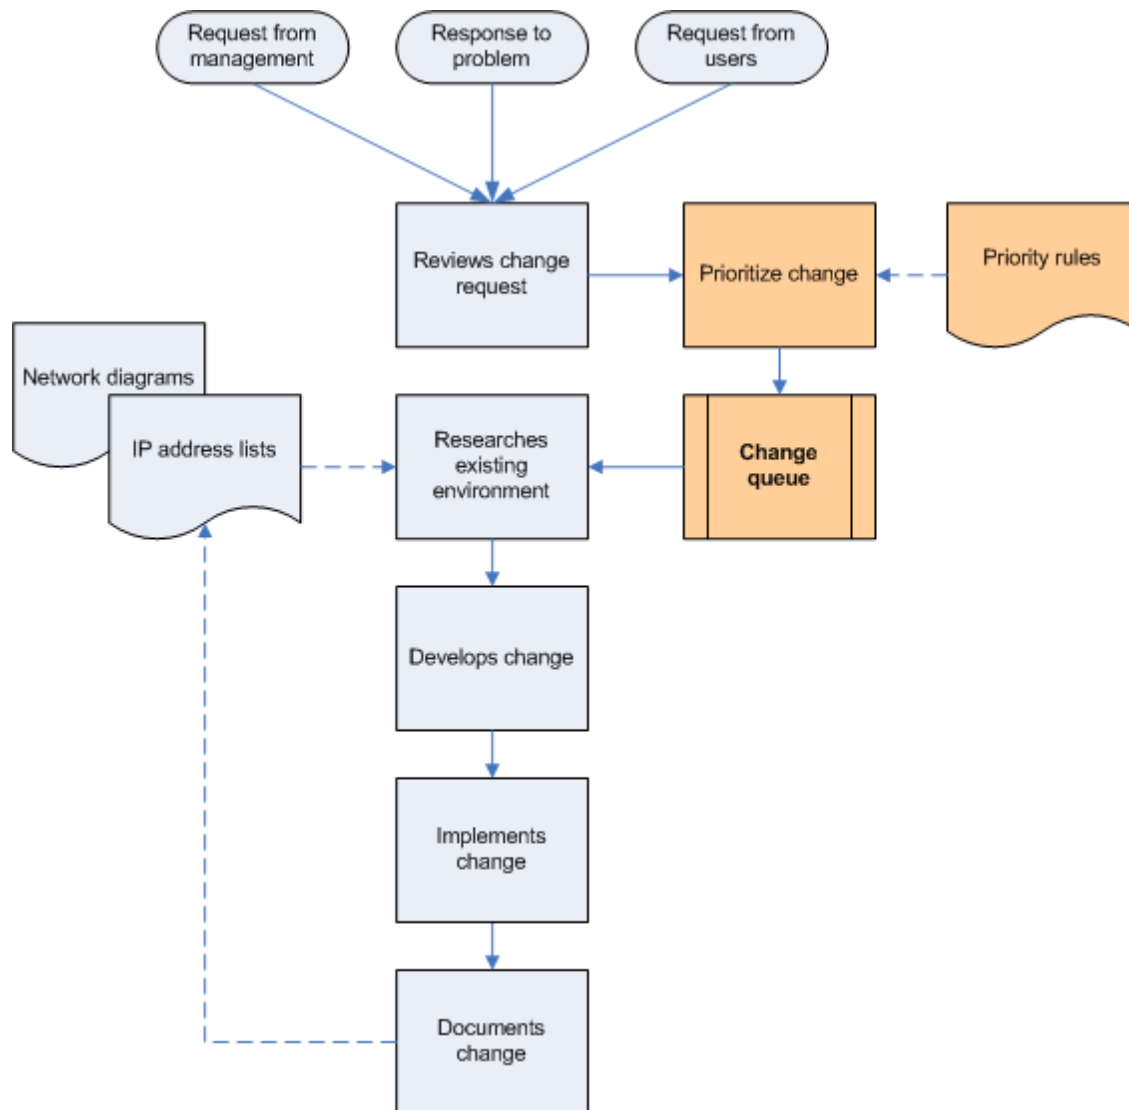 Request from
management
Response to
problem
Request from
users
Reviews change
request
Prioritize change
Priority rules
Network diagrams
IP address lists
Researches
existing
environment
Change
queue
Develops change
Implements
change
Documents
change